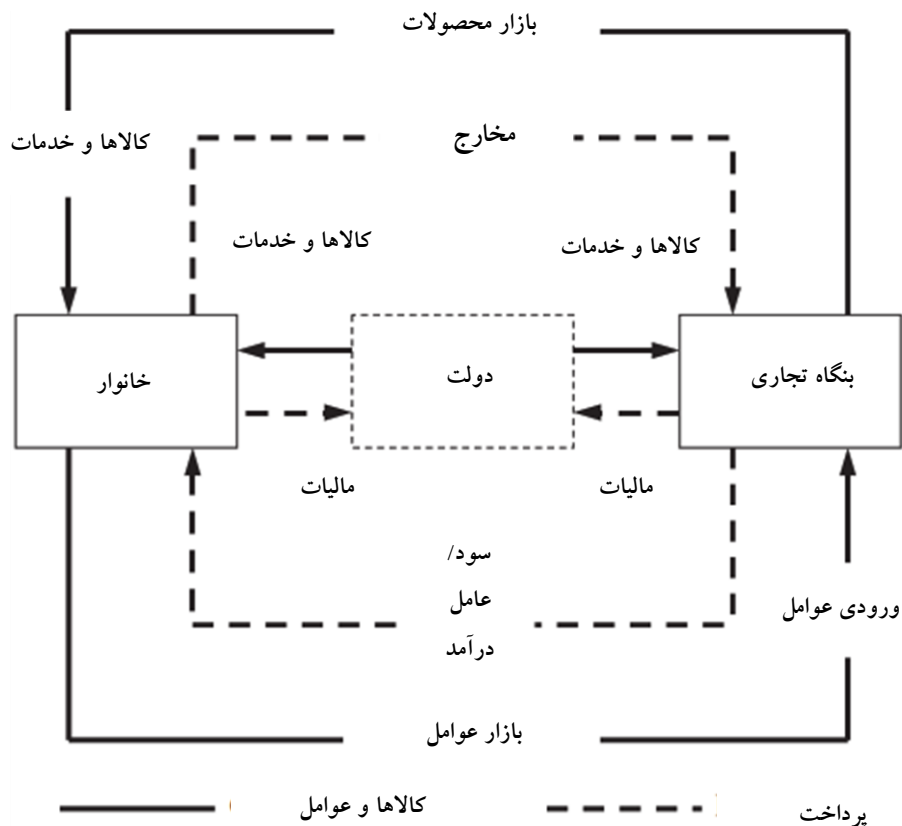 بازار محصولات
مخارج
کالاها و خدمات
کالاها و خدمات
کالاها و خدمات
بنگاه تجاری
دولت
خانوار
مالیات
مالیات
سود/
عامل
درآمد
ورودی عوامل
بازار عوامل
پرداخت
کالاها و عوامل